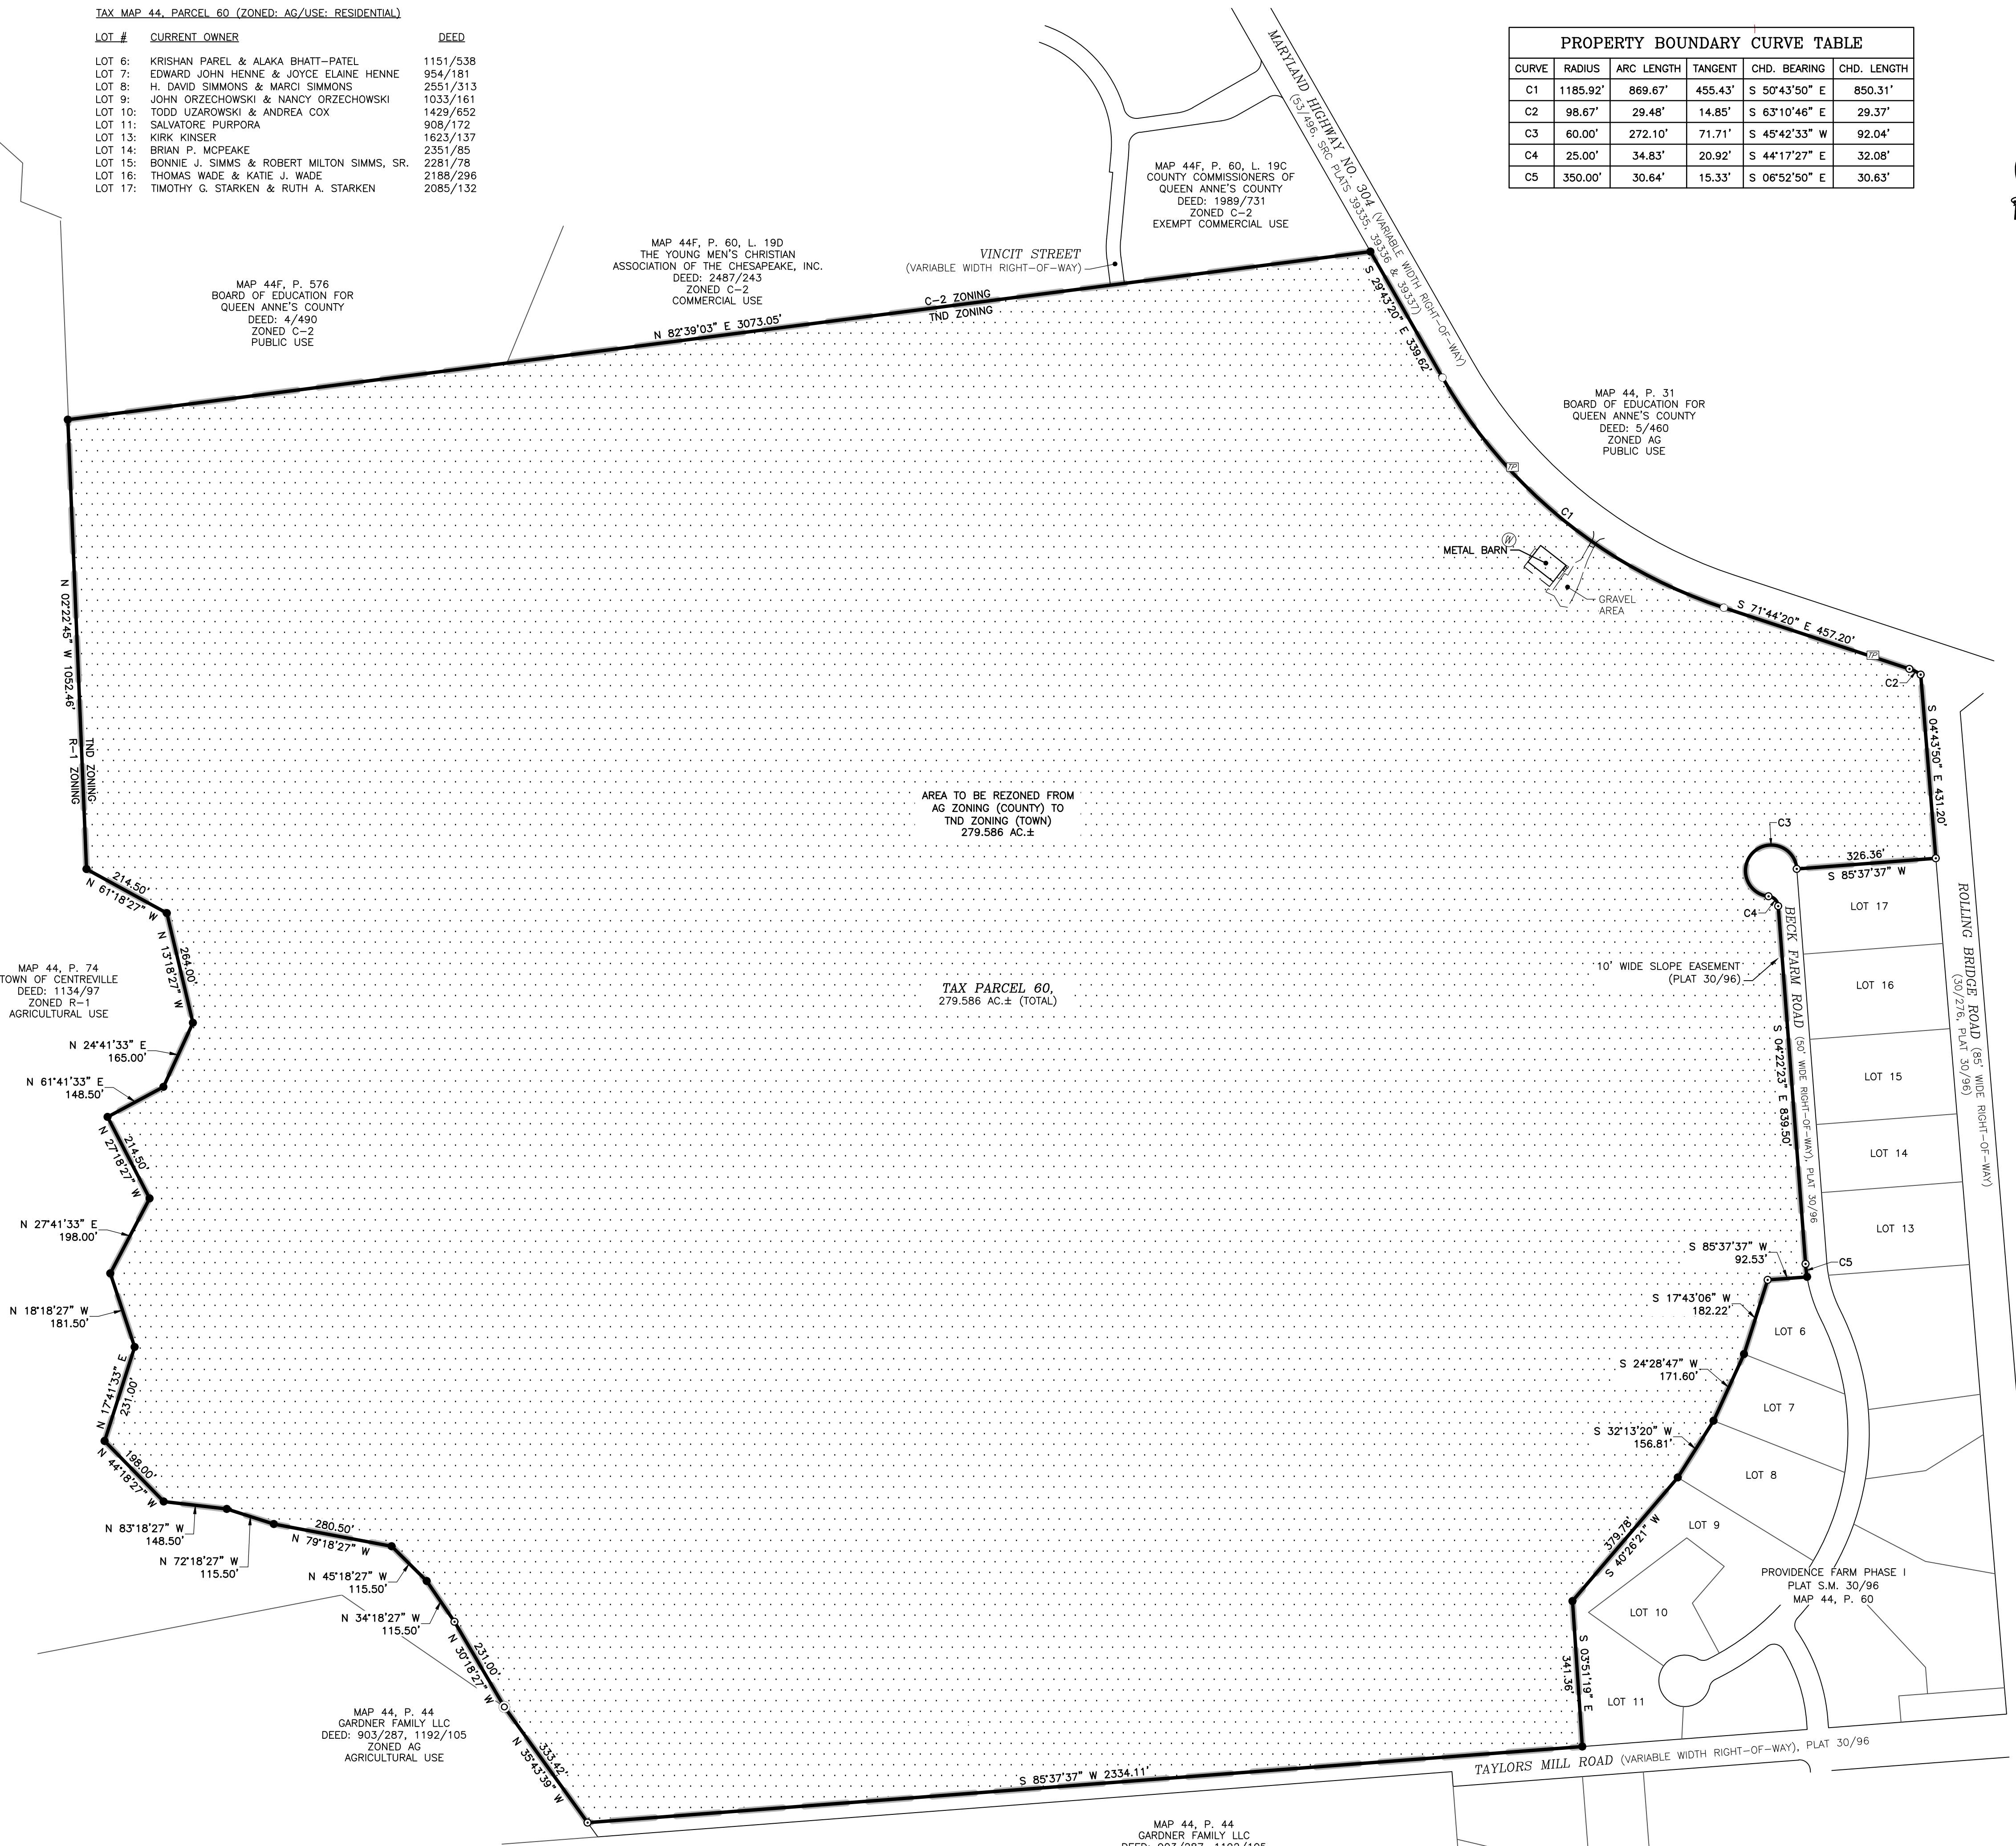 TAX MAP 44, PARCEL 60 (ZONED: AG/USE: RESIDENTIAL)
LOT # CURRENT OWNER DEED
LOT 6: KRISHAN PAREL & ALAKA BHATT-PATEL 1151/538
LOT 7: EDWARD JOHN HENNE & JOYCE ELAINE HENNE 954/181
LOT 8: H. DAVID SIMMONS & MARCI SIMMONS 2551/313
LOT 9: JOHN ORZECHOWSKI & NANCY ORZECHOWSKI 1033/161
LOT 10: TODD UZAROWSKI & ANDREA COX 1429/652
LOT 11: SALVATORE PURPORA 908/172
LOT 13: KIRK KINSER 1623/137
LOT 14: BRIAN P. MCPEAKE 2351/85
LOT 15: BONNIE J. SIMMS & ROBERT MILTON SIMMS, SR. 2281/78
LOT 16: THOMAS WADE & KATIE J. WADE 2188/296
LOT 17: TIMOTHY G. STARKEN & RUTH A. STARKEN 2085/132
PROPERTY BOUNDARY CURVE TABLE
CURVE RADIUS ARC LENGTH TANGENT CHD. BEARING CHD. LENGTH
C1 1185.92' 869.67' 455.43' S 50°43'50" E 850.31'
C2 98.67' 29.48' 14.85' S 63°10'46" E 29.37'
C3 60.00' 272.10' 71.71' S 45°42'33" W 92.04'
C4 25.00' 34.83' 20.92' S 44°17'27" E 32.08'
C5 350.00' 30.64' 15.33' S 06°52'50" E 30.63'
MARYLAND HIGHWAY NO. 304 (VARIABLE WIDTH RIGHT-OF-WAY)
(53/496, SRC PLATS 39335, 39336 & 39337)
MAP 44F, P. 60, L. 19C
COUNTY COMMISSIONERS OF
QUEEN ANNE'S COUNTY
DEED: 1989/731
ZONED C-2
EXEMPT COMMERCIAL USE
VINCIT STREET
(VARIABLE WIDTH RIGHT-OF-WAY)
MAP 44F, P. 60, L. 19D
THE YOUNG MEN'S CHRISTIAN
ASSOCIATION OF THE CHESAPEAKE, INC.
DEED: 2487/243
ZONED C-2
COMMERCIAL USE
MAP 44F, P. 576
BOARD OF EDUCATION FOR
QUEEN ANNE'S COUNTY
DEED: 4/490
ZONED C-2
PUBLIC USE
C-2 ZONING
TND ZONING
N 82°39'03" E 3073.05'
S 29°43'20" E 339.62'
MAP 44, P. 31
BOARD OF EDUCATION FOR
QUEEN ANNE'S COUNTY
DEED: 5/460
ZONED AG
PUBLIC USE
TP
C1
W
METAL BARN
GRAVEL
AREA
S 71°44'20" E 457.20'
TP
C2
S 04°43'50" E 431.20'
N 02°22'45" W 1052.46'
TND ZONING
R-1 ZONING
AREA TO BE REZONED FROM
AG ZONING (COUNTY) TO
TND ZONING (TOWN)
279.586 AC.±
C3
326.36'
S 85°37'37" W
C4
LOT 17
10' WIDE SLOPE EASEMENT
(PLAT 30/96)
BECK FARM ROAD (50' WIDE RIGHT-OF-WAY), PLAT 30/96
ROLLING BRIDGE ROAD (85' WIDE RIGHT-OF-WAY)
(30/276, PLAT 30/96)
LOT 16
LOT 15
LOT 14
LOT 13
S 04°22'23" E 839.50'
TAX PARCEL 60,
279.586 AC.± (TOTAL)
214.50'
N 61°18'27" W
264.00'
N 13°18'27" W
MAP 44, P. 74
TOWN OF CENTREVILLE
DEED: 1134/97
ZONED R-1
AGRICULTURAL USE
N 24°41'33" E
165.00'
N 61°41'33" E
148.50'
214.50'
N 27°18'27" W
N 27°41'33" E
198.00'
N 18°18'27" W
181.50'
N 17°41'33" E
231.00'
198.00'
N 44°18'27" W
N 83°18'27" W
148.50'
N 72°18'27" W
115.50'
280.50'
N 79°18'27" W
N 45°18'27" W
115.50'
N 34°18'27" W
115.50'
231.00'
N 30°18'27" W
333.42'
N 35°43'39" W
S 85°37'37" W
92.53'
C5
S 17°43'06" W
182.22'
LOT 6
S 24°28'47" W
171.60'
LOT 7
S 32°13'20" W
156.81'
LOT 8
379.78'
S 40°26'21" W
LOT 9
LOT 10
PROVIDENCE FARM PHASE I
PLAT S.M. 30/96
MAP 44, P. 60
S 03°51'19" E
341.36'
LOT 11
MAP 44, P. 44
GARDNER FAMILY LLC
DEED: 903/287, 1192/105
ZONED AG
AGRICULTURAL USE
S 85°37'37" W 2334.11'
TAYLORS MILL ROAD (VARIABLE WIDTH RIGHT-OF-WAY), PLAT 30/96
MAP 44, P. 44
GARDNER FAMILY LLC
DEED: 903/287, 1192/105